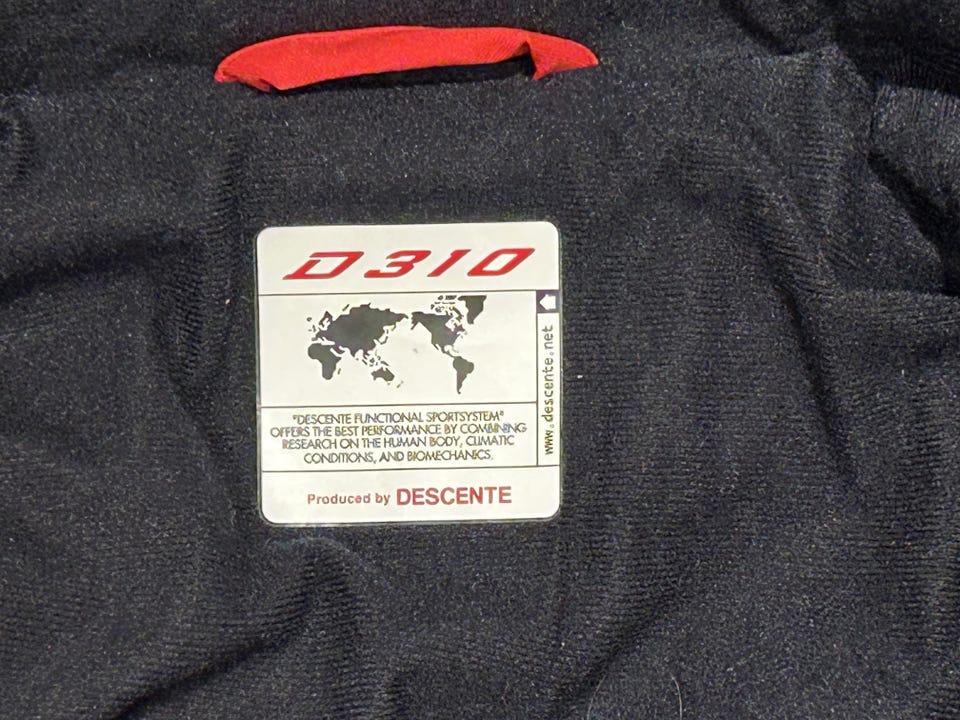 D310
www.descente.net
"DESCENTE FUNCTIONAL SPORTSYSTEM"
OFFERS THE BEST PERFORMANCE BY COMBINING
RESEARCH ON THE HUMAN BODY, CLIMATIC
CONDITIONS, AND BIOMECHANICS.
Produced by DESCENTE